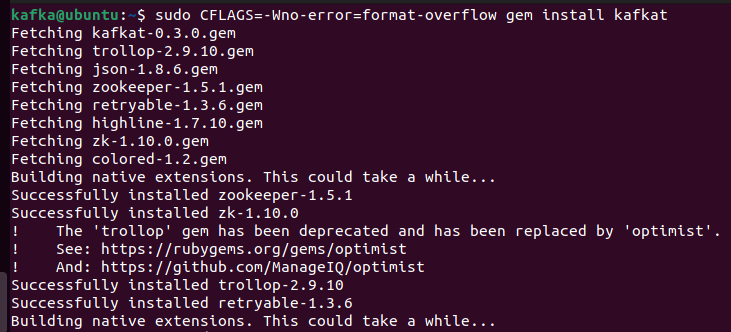 kafka@ubuntu:~$ sudo CFLAGS=-Wno-error=format-overflow gem install kafkat
Fetching kafkat-0.3.0.gem
Fetching trollop-2.9.10.gem
Fetching json-1.8.6.gem
Fetching zookeeper-1.5.1.gem
Fetching retryable-1.3.6.gem
Fetching highline-1.7.10.gem
Fetching zk-1.10.0.gem
Fetching colored-1.2.gem
Building native extensions. This could take a while...
Successfully installed zookeeper-1.5.1
Successfully installed zk-1.10.0
!    The 'trollop' gem has been deprecated and has been replaced by 'optimist'.
!    See: https://rubygems.org/gems/optimist
!    And: https://github.com/ManageIQ/optimist
Successfully installed trollop-2.9.10
Successfully installed retryable-1.3.6
Building native extensions. This could take a while...